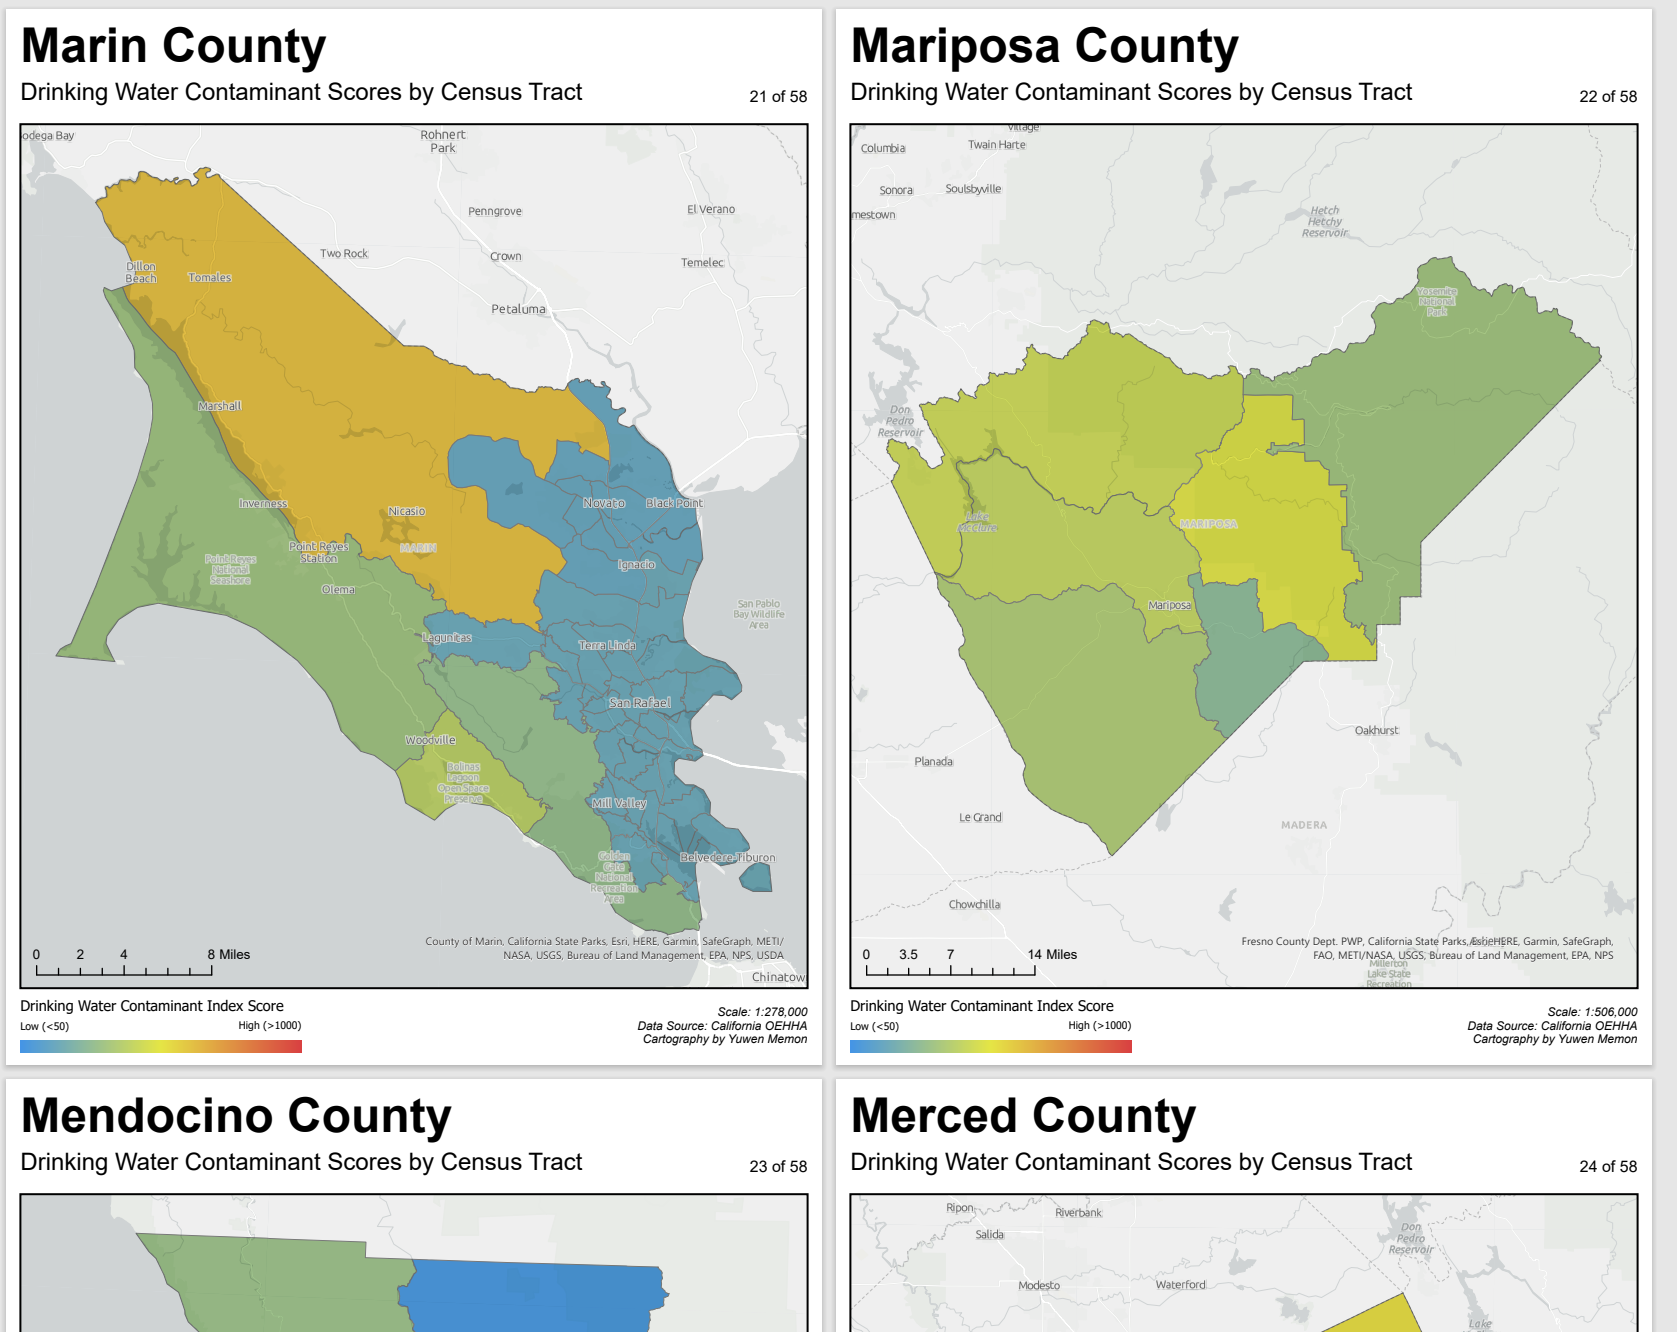 Marin County
Drinking Water Contaminant Scores by Census Tract
21 of 58
odega Bay
Rohnert
Park
Penngrove
El Verano
Two Rock
Crown
Temelec
Dillon
Beach
Tomales
Petaluma
Marshall
Inverness
Nicasio
Novato
Black Point
Point Reyes
Station
MARIN
Point Reyes
National
Seashore
Ignacio
Olema
San Pablo
Bay Wildlife
Area
Lagunitas
Terra Linda
San Rafael
Woodville
Bolinas
Lagoon
Open Space
Preserve
Mill Valley
Belvedere-Tiburon
Golden
Gate
National
Recreation
Area
County of Marin, California State Parks, Esri, HERE, Garmin, SafeGraph, METI/
NASA, USGS, Bureau of Land Management, EPA, NPS, USDA
0 2 4 8 Miles
Chinatow
Drinking Water Contaminant Index Score
Low (<50) High (>1000)
Scale: 1:278,000
Data Source: California OEHHA
Cartography by Yuwen Memon
Mariposa County
Drinking Water Contaminant Scores by Census Tract
22 of 58
Village
Columbia
Twain Harte
Sonora
Soulsbyville
mestown
Hetch
Hetchy
Reservoir
Yosemite
National
Park
Don
Pedro
Reservoir
Lake
McClure
MARIPOSA
Mariposa
Oakhurst
Planada
Le Grand
MADERA
Chowchilla
Fresno County Dept. PWP, California State Parks, Esri, HERE, Garmin, SafeGraph,
FAO, METI/NASA, USGS, Bureau of Land Management, EPA, NPS
Millerton
Lake State
Recreation
0 3.5 7 14 Miles
Drinking Water Contaminant Index Score
Low (<50) High (>1000)
Scale: 1:506,000
Data Source: California OEHHA
Cartography by Yuwen Memon
Mendocino County
Drinking Water Contaminant Scores by Census Tract
23 of 58
Merced County
Drinking Water Contaminant Scores by Census Tract
24 of 58
Ripon
Riverbank
Salida
Don
Pedro
Reservoir
Modesto
Waterford
Lake